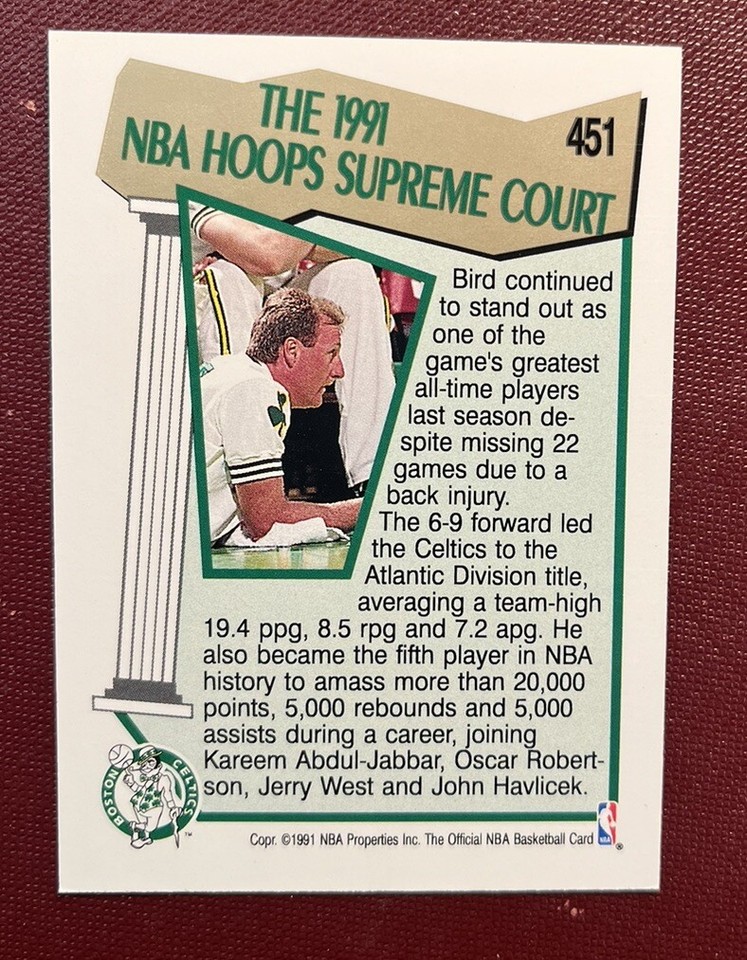 THE 1991
NBA HOOPS SUPREME COURT
451
Bird continued
to stand out as
one of the
game's greatest
all-time players
last season de-
spite missing 22
games due to a
back injury.
The 6-9 forward led
the Celtics to the
Atlantic Division title,
averaging a team-high
19.4 ppg, 8.5 rpg and 7.2 apg. He
also became the fifth player in NBA
history to amass more than 20,000
points, 5,000 rebounds and 5,000
assists during a career, joining
Kareem Abdul-Jabbar, Oscar Robert-
son, Jerry West and John Havlicek.
BOSTON CELTICS
™
Copr. ©1991 NBA Properties Inc. The Official NBA Basketball Card
NBA
®